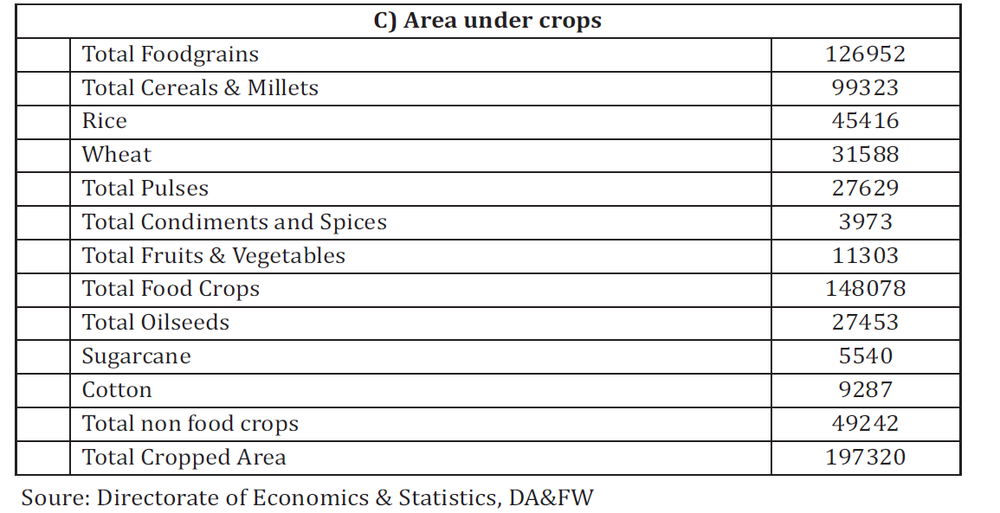 C) Area under crops
Total Foodgrains 126952
Total Cereals & Millets 99323
Rice 45416
Wheat 31588
Total Pulses 27629
Total Condiments and Spices 3973
Total Fruits & Vegetables 11303
Total Food Crops 148078
Total Oilseeds 27453
Sugarcane 5540
Cotton 9287
Total non food crops 49242
Total Cropped Area 197320
Soure: Directorate of Economics & Statistics, DA&FW